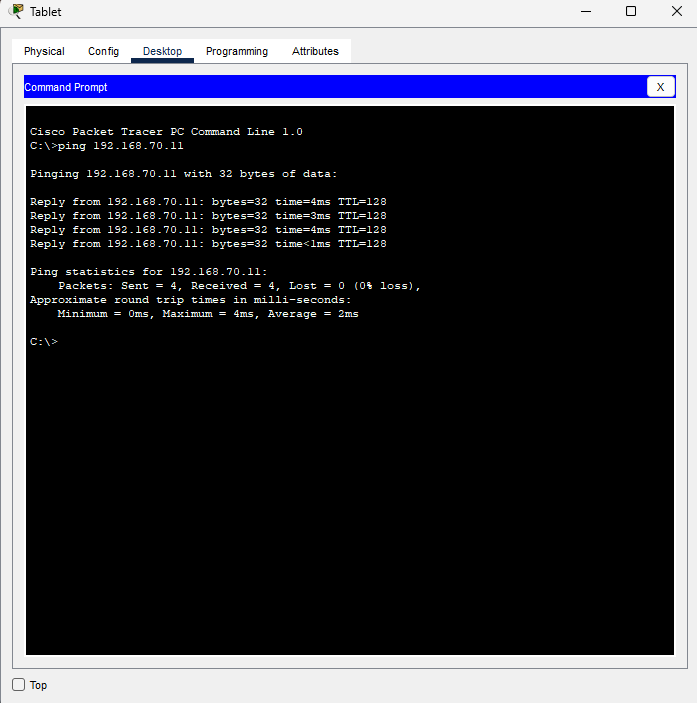 Tablet
Physical Config Desktop Programming Attributes
Command Prompt
X
Cisco Packet Tracer PC Command Line 1.0
C:\>ping 192.168.70.11
Pinging 192.168.70.11 with 32 bytes of data:
Reply from 192.168.70.11: bytes=32 time=4ms TTL=128
Reply from 192.168.70.11: bytes=32 time=3ms TTL=128
Reply from 192.168.70.11: bytes=32 time=4ms TTL=128
Reply from 192.168.70.11: bytes=32 time<1ms TTL=128
Ping statistics for 192.168.70.11:
Packets: Sent = 4, Received = 4, Lost = 0 (0% loss),
Approximate round trip times in milli-seconds:
Minimum = 0ms, Maximum = 4ms, Average = 2ms
C:\>
Top